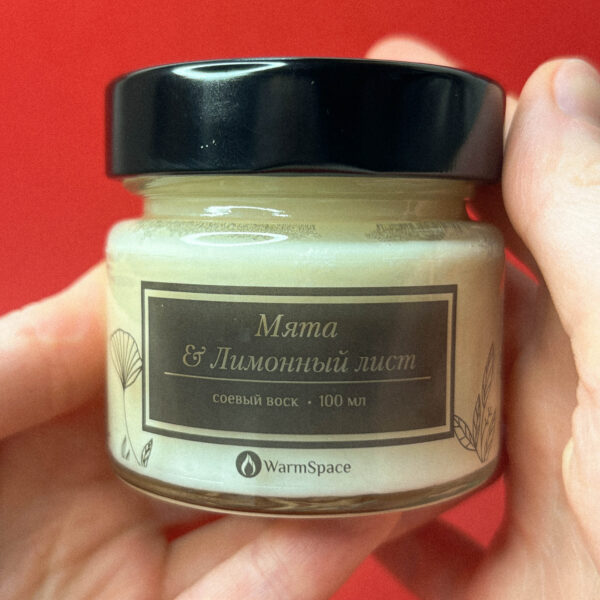 Мята
& Лимонный лист
соевый воск • 100 мл
WarmSpace